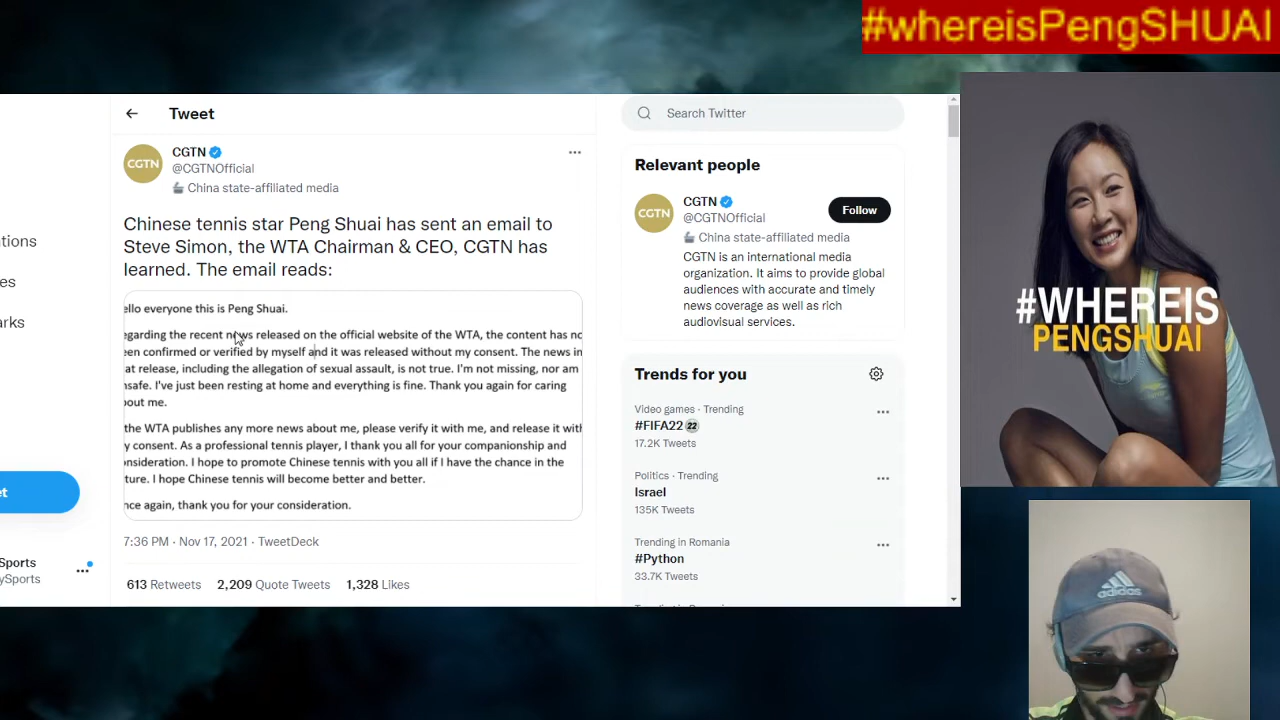 #whereisPengSHUAI
Tweet
CGTN
CGTN
@CGTNOfficial
China state-affiliated media
Chinese tennis star Peng Shuai has sent an email to
Steve Simon, the WTA Chairman & CEO, CGTN has
learned. The email reads:
ello everyone this is Peng Shuai.
egarding the recent news released on the official website of the WTA, the content has no
een confirmed or verified by myself and it was released without my consent. The news in
at release, including the allegation of sexual assault, is not true. I'm not missing, nor am
nsafe. I've just been resting at home and everything is fine. Thank you again for caring
out me.
the WTA publishes any more news about me, please verify it with me, and release it with
y consent. As a professional tennis player, I thank you all for your companionship and
nsideration. I hope to promote Chinese tennis with you all if I have the chance in the
ture. I hope Chinese tennis will become better and better.
nce again, thank you for your consideration.
7:36 PM · Nov 17, 2021 · TweetDeck
613 Retweets 2,209 Quote Tweets 1,328 Likes
tions
es
rks
et
Sports
ySports
Search Twitter
Relevant people
CGTN
CGTN
@CGTNOfficial
Follow
China state-affiliated media
CGTN is an international media
organization. It aims to provide global
audiences with accurate and timely
news coverage as well as rich
audiovisual services.
Trends for you
Video games · Trending
#FIFA22
22
17.2K Tweets
Politics · Trending
Israel
135K Tweets
Trending in Romania
#Python
33.7K Tweets
#WHEREIS
PENGSHUAI
adidas